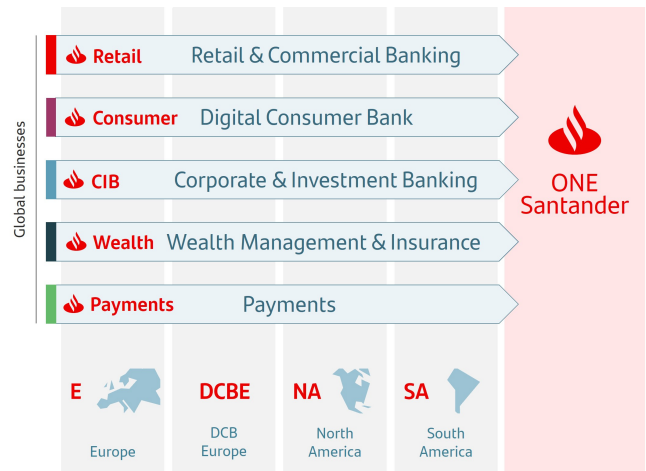 Global businesses
Retail Retail & Commercial Banking
Consumer Digital Consumer Bank
CIB Corporate & Investment Banking
Wealth Wealth Management & Insurance
Payments Payments
ONE
Santander
E DCBE NA SA
Europe
DCB
Europe
North
America
South
America